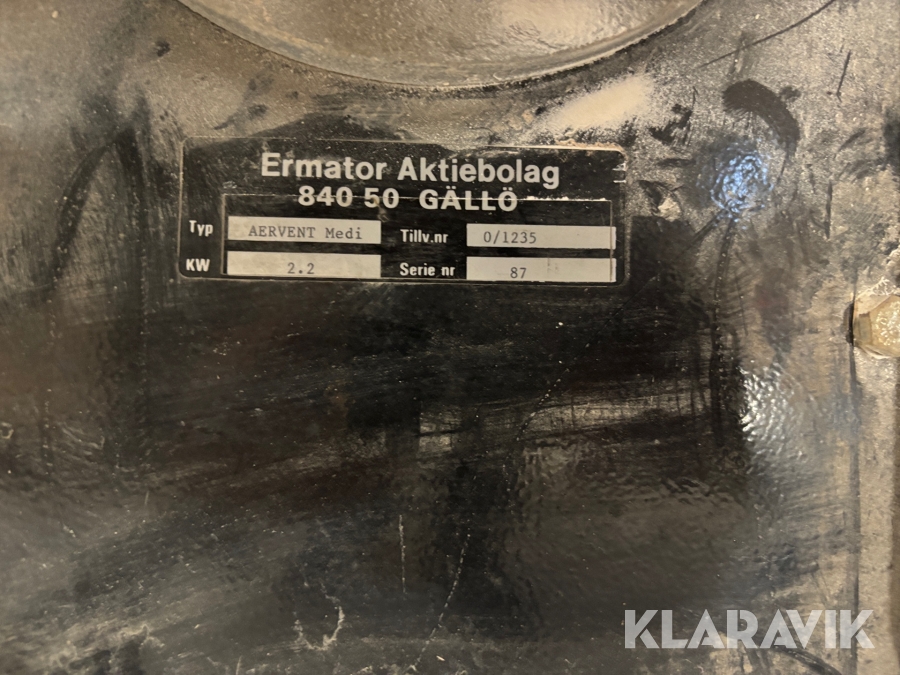 Ermator Aktiebolag
840 50 GÄLLÖ
Typ AERVENT Medi Tillv.nr 0/1235
KW 2.2 Serie nr 87
KLARAVIK